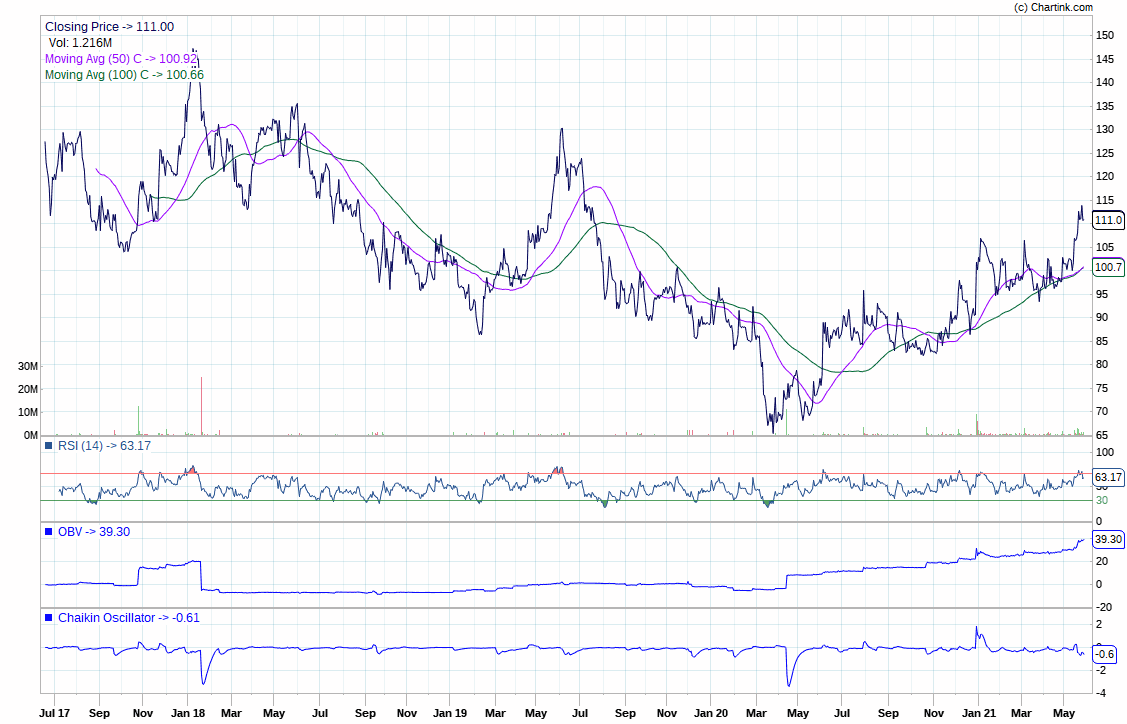 (c) Chartink.com
Closing Price -> 111.00
Vol: 1.216M
Moving Avg (50) C -> 100.92
Moving Avg (100) C -> 100.66
150
145
140
135
130
125
120
115
111.0
105
100.7
95
90
85
80
75
70
65
30M
20M
10M
0M
RSI (14) -> 63.17
100
63.17
30
0
OBV -> 39.30
39.30
20
0
-20
Chaikin Oscillator -> -0.61
2
-0.6
-2
-4
Jul 17 Sep Nov Jan 18 Mar May Jul Sep Nov Jan 19 Mar May Jul Sep Nov Jan 20 Mar May Jul Sep Nov Jan 21 Mar May